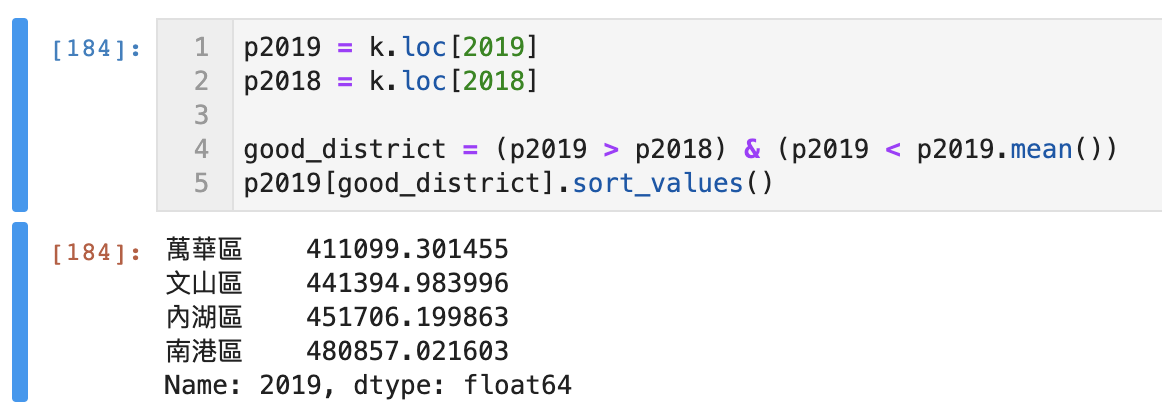 [184]:
1 p2019 = k.loc[2019]
2 p2018 = k.loc[2018]
3
4 good_district = (p2019 > p2018) & (p2019 < p2019.mean())
5 p2019[good_district].sort_values()
[184]:
萬華區    411099.301455
文山區    441394.983996
內湖區    451706.199863
南港區    480857.021603
Name: 2019, dtype: float64